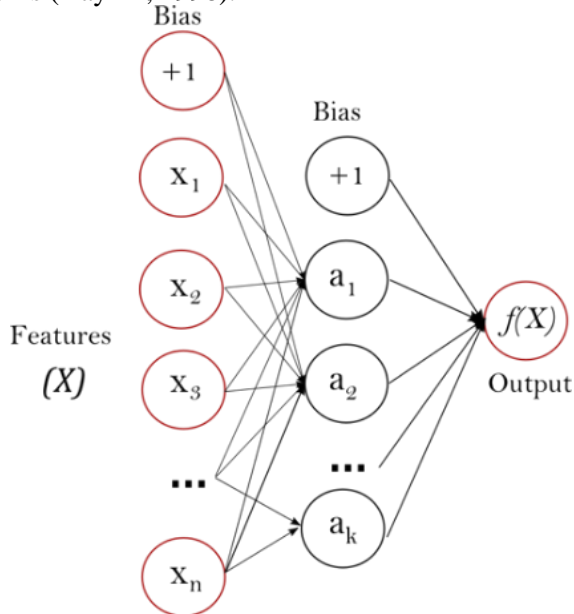 Bias
+1
x1
x2
x3
...
xn
Features
(X)
Bias
+1
a1
a2
...
ak
f(X)
Output